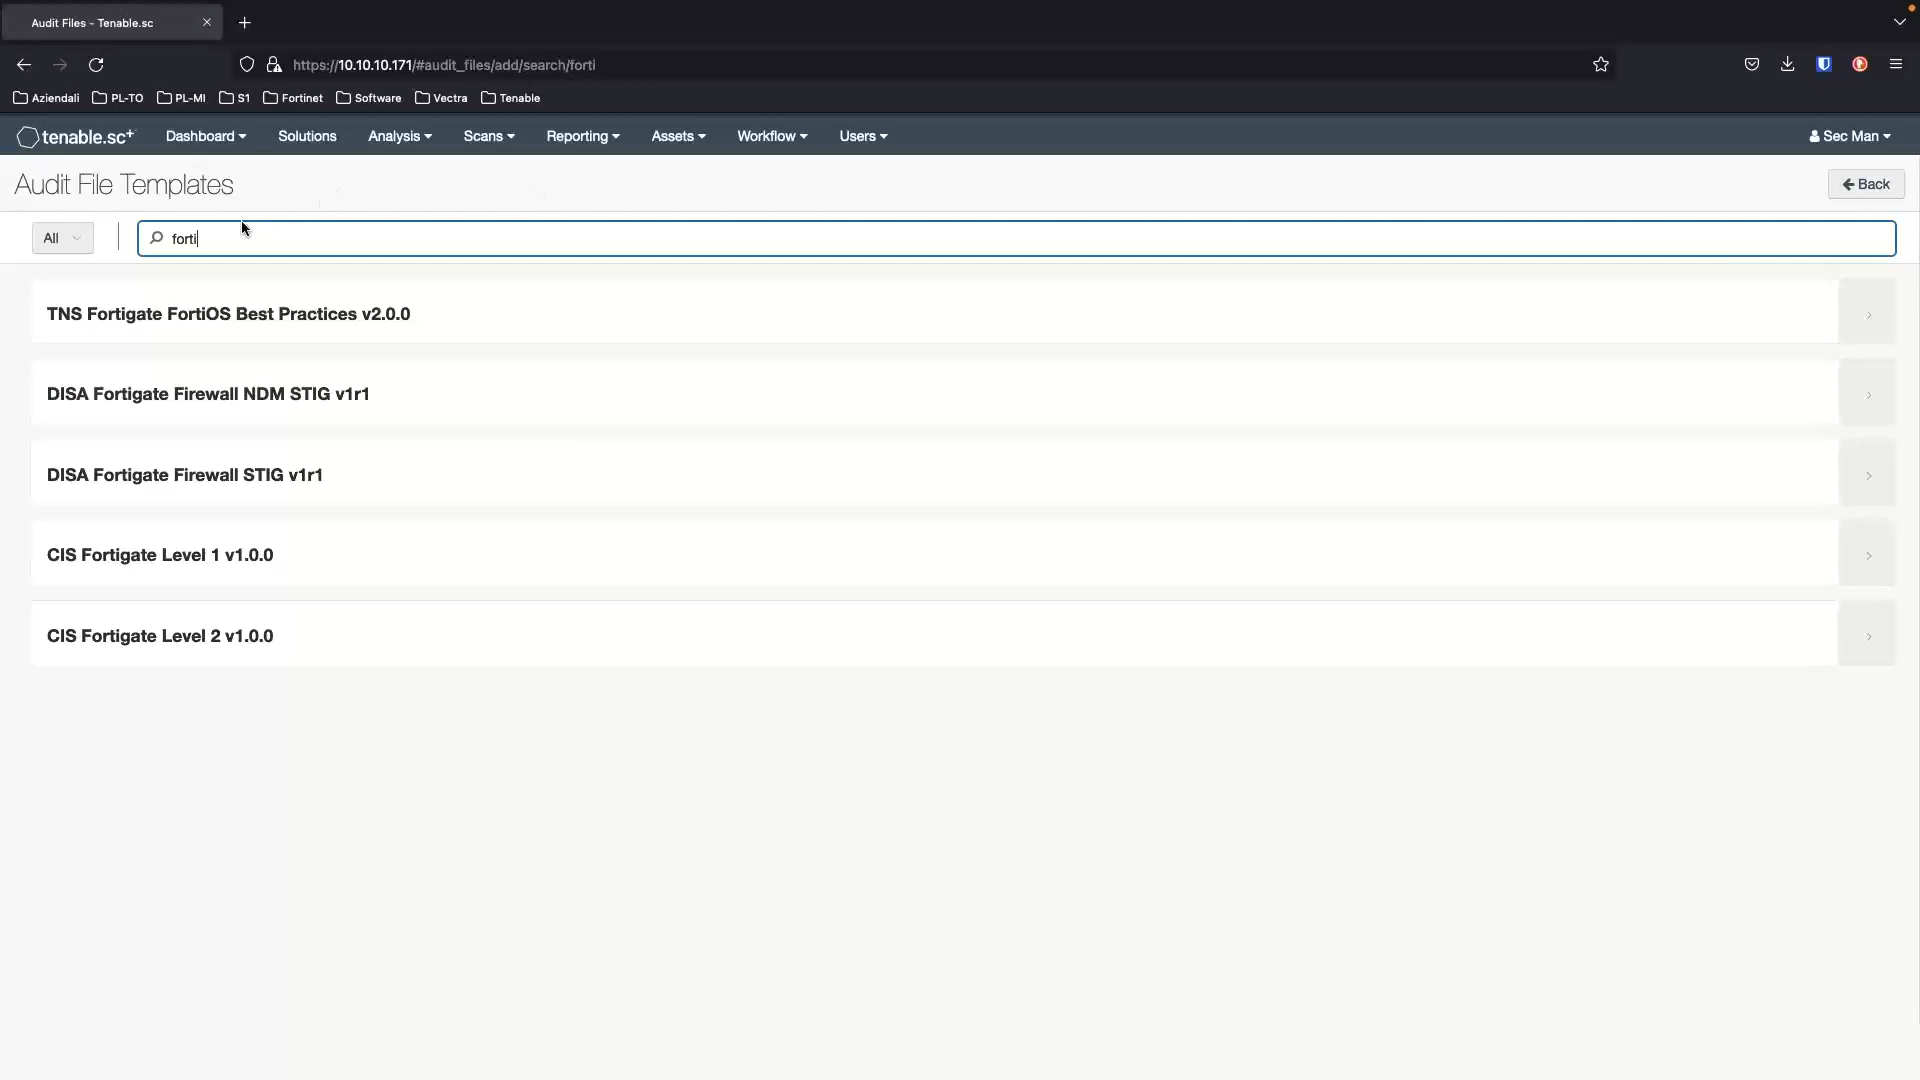 Audit Files - Tenable.sc
https://10.10.10.171/#audit_files/add/search/forti
Aziendali PL-TO PL-MI S1 Fortinet Software Vectra Tenable
tenable.sc+ Dashboard Solutions Analysis Scans Reporting Assets Workflow Users Sec Man
Audit File Templates
Back
All
forti
TNS Fortigate FortiOS Best Practices v2.0.0
DISA Fortigate Firewall NDM STIG v1r1
DISA Fortigate Firewall STIG v1r1
CIS Fortigate Level 1 v1.0.0
CIS Fortigate Level 2 v1.0.0